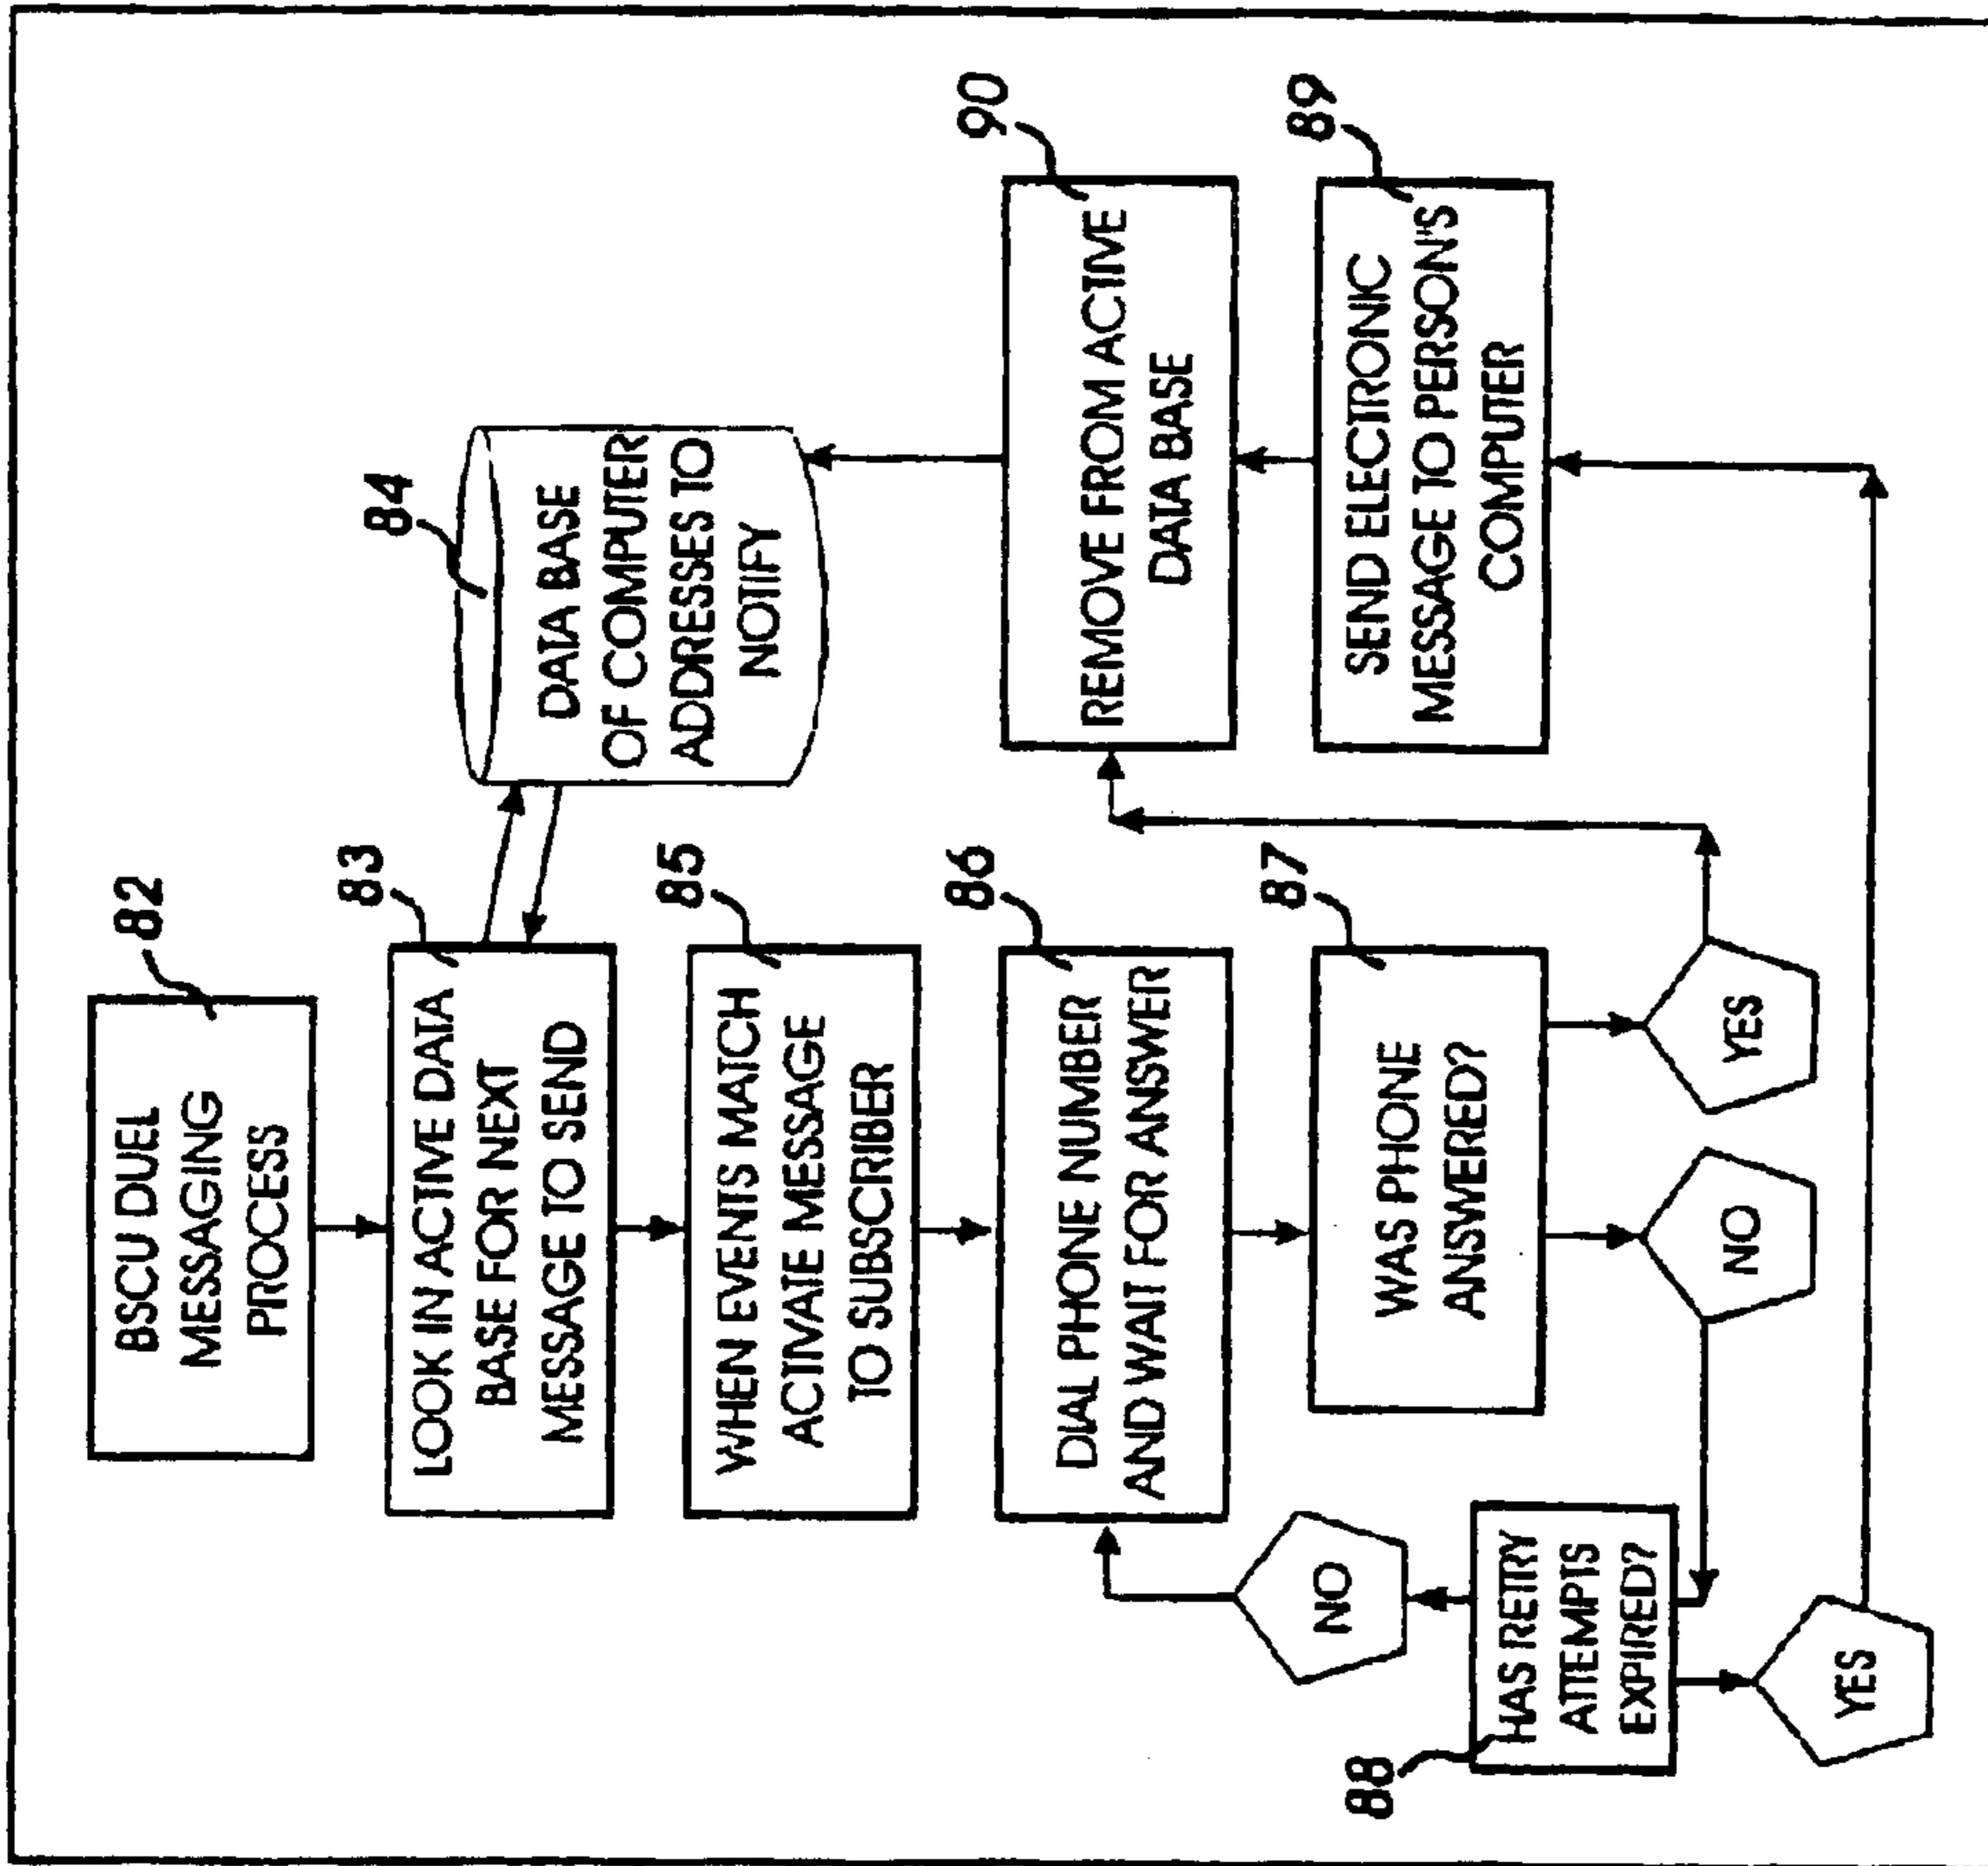 82
BSCU DUEL
MESSAGING
PROCESS
83
LOOK IN ACTIVE DATA
BASE FOR NEXT
MESSAGE TO SEND
84
DATA BASE
OF COMPUTER
ADDRESSES TO
NOTIFY
85
WHEN EVENTS MATCH
ACTIVATE MESSAGE
TO SUBSCRIBER
86
DIAL PHONE NUMBER
AND WAIT FOR ANSWER
87
WAS PHONE
ANSWERED?
YES
NO
88
HAS RETRY
ATTEMPTS
EXPIRED?
NO
YES
89
SEND ELECTRONIC
MESSAGE TO PERSON'S
COMPUTER
90
REMOVE FROM ACTIVE
DATA BASE